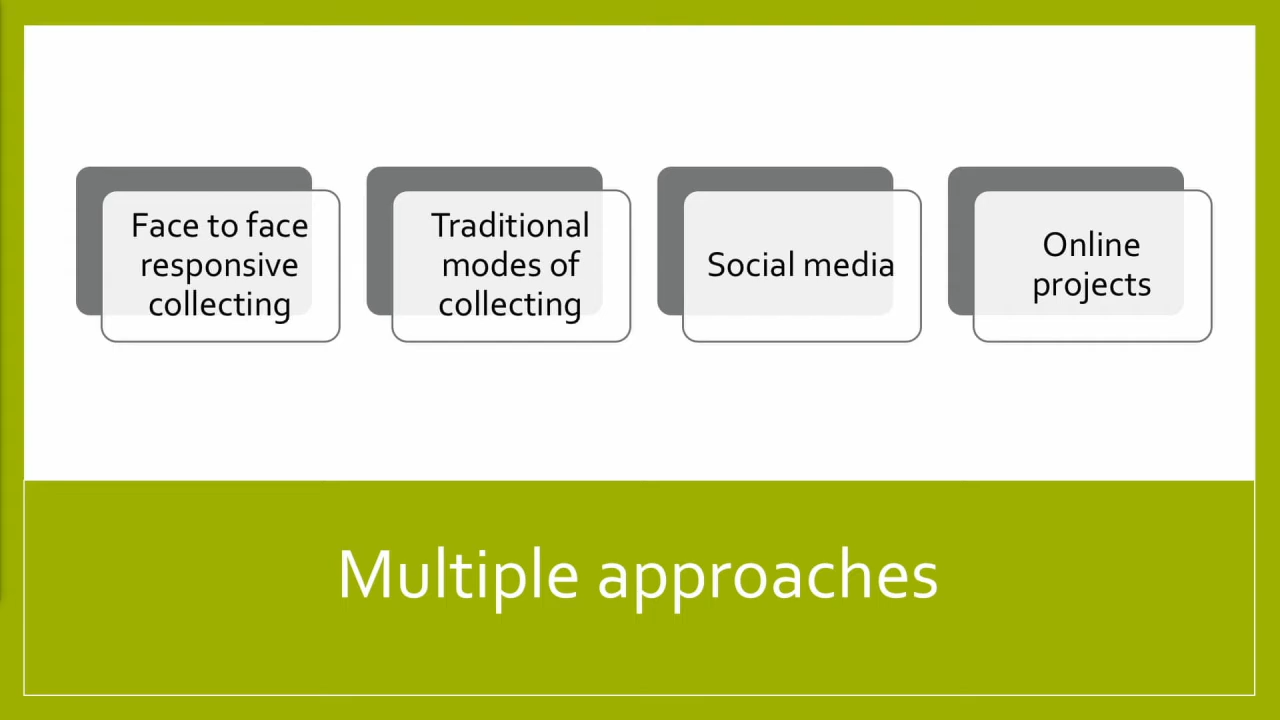 Face to face
responsive
collecting
Traditional
modes of
collecting
Social media
Online
projects
Multiple approaches